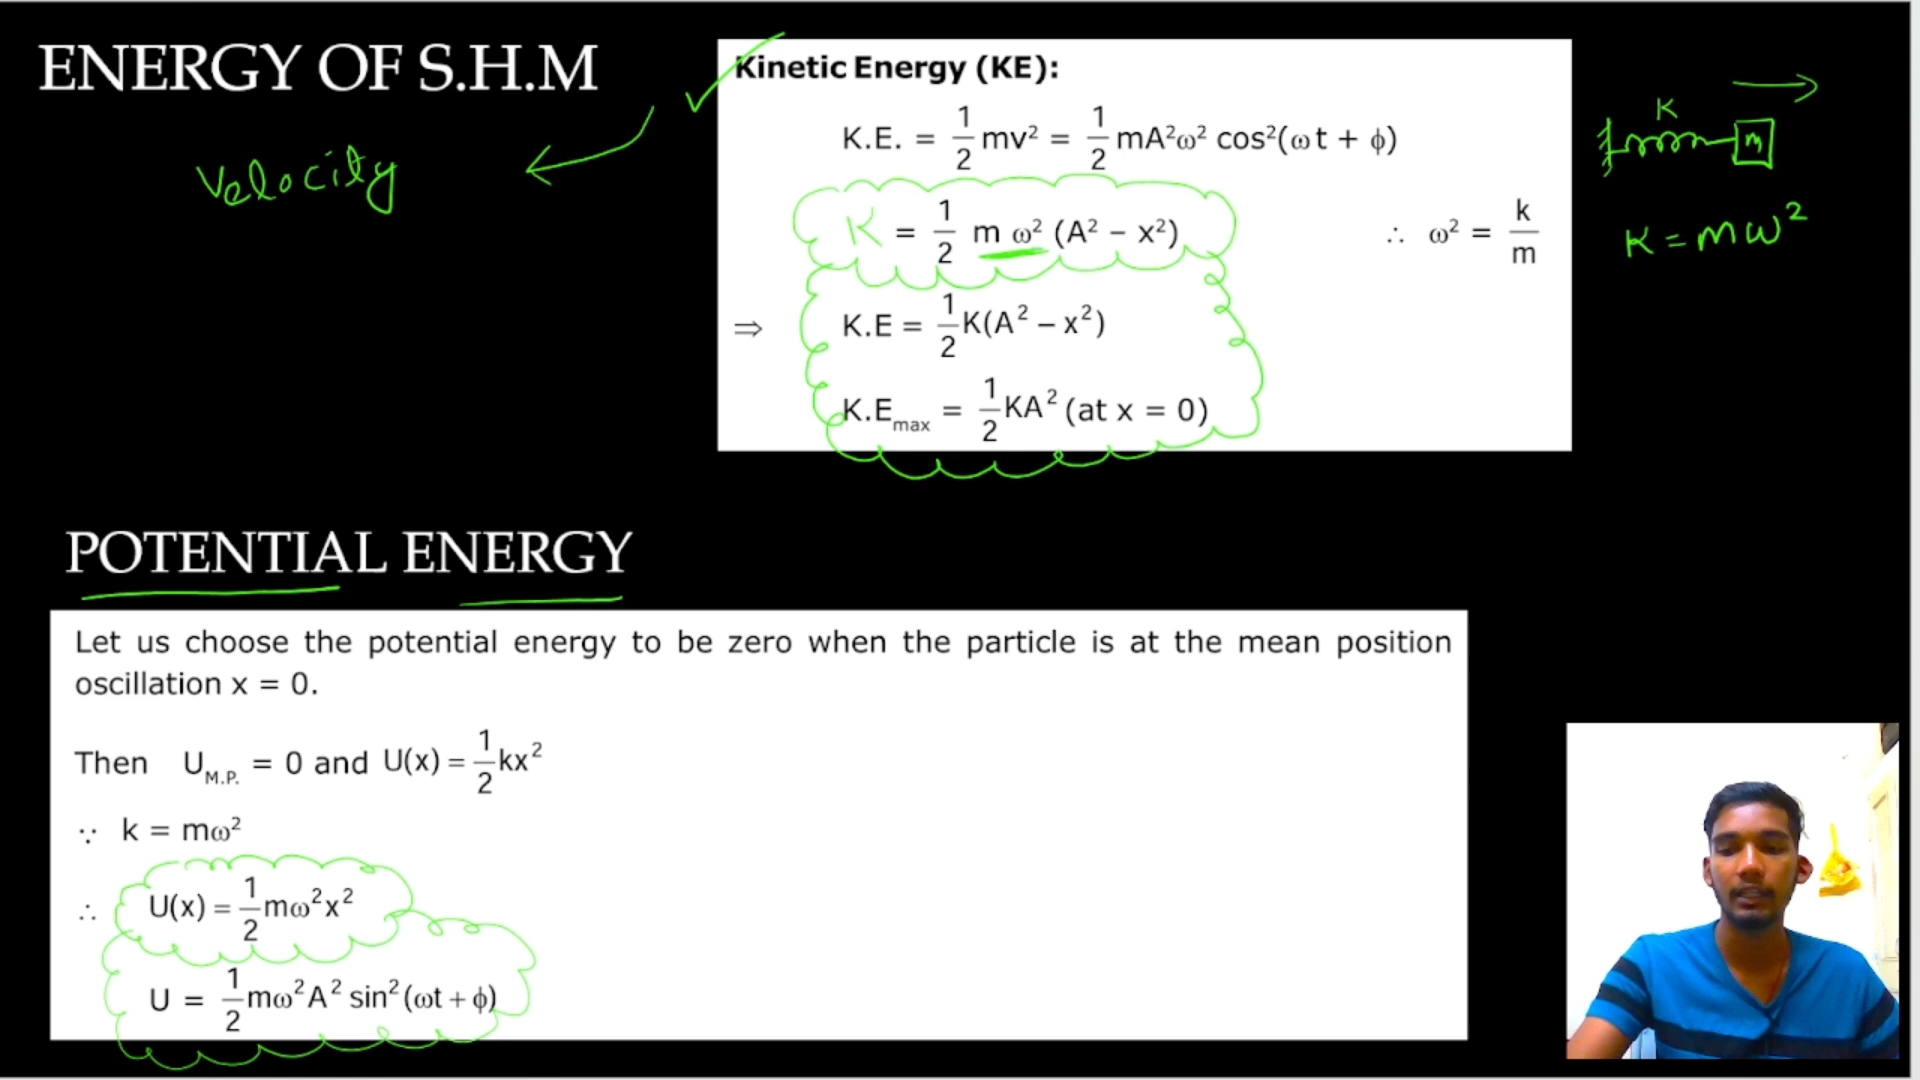 ENERGY OF S.H.M
Velocity
Kinetic Energy (KE):
K.E. = 1/2 mv² = 1/2 mA²ω² cos²(ωt + ϕ)
K = 1/2 m ω² (A² – x²) ∴ ω² = k/m
⇒ K.E = 1/2 K(A² – x²)
K.E_max = 1/2 KA² (at x = 0)
K
m
K = mω²
POTENTIAL ENERGY
Let us choose the potential energy to be zero when the particle is at the mean position
oscillation x = 0.
Then U_M.P. = 0 and U(x) = 1/2 kx²
∵ k = mω²
∴ U(x) = 1/2 mω²x²
U = 1/2 mω²A² sin²(ωt + ϕ)